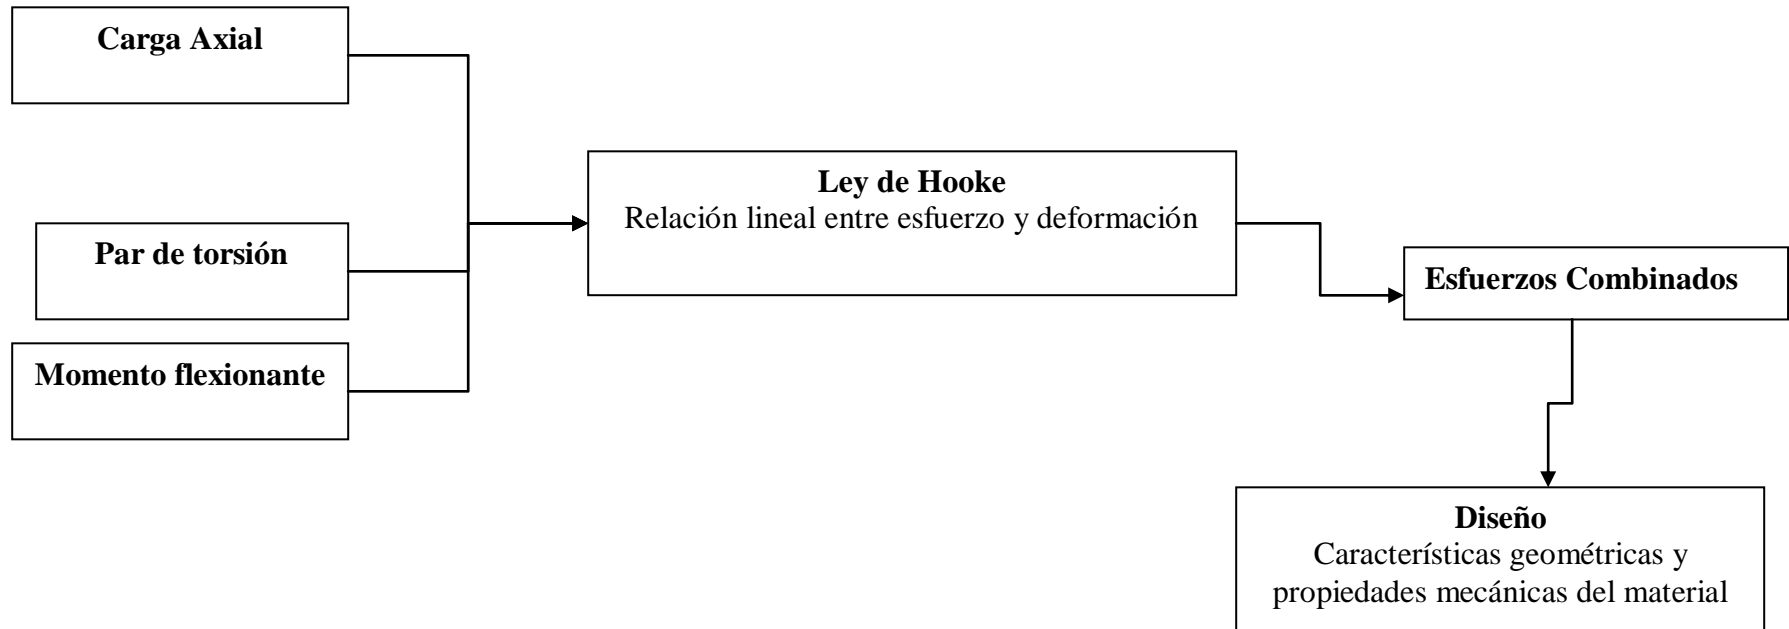 Carga Axial
Ley de Hooke
Relación lineal entre esfuerzo y deformación
Par de torsión
Esfuerzos Combinados
Momento flexionante
Diseño
Características geométricas y
propiedades mecánicas del material